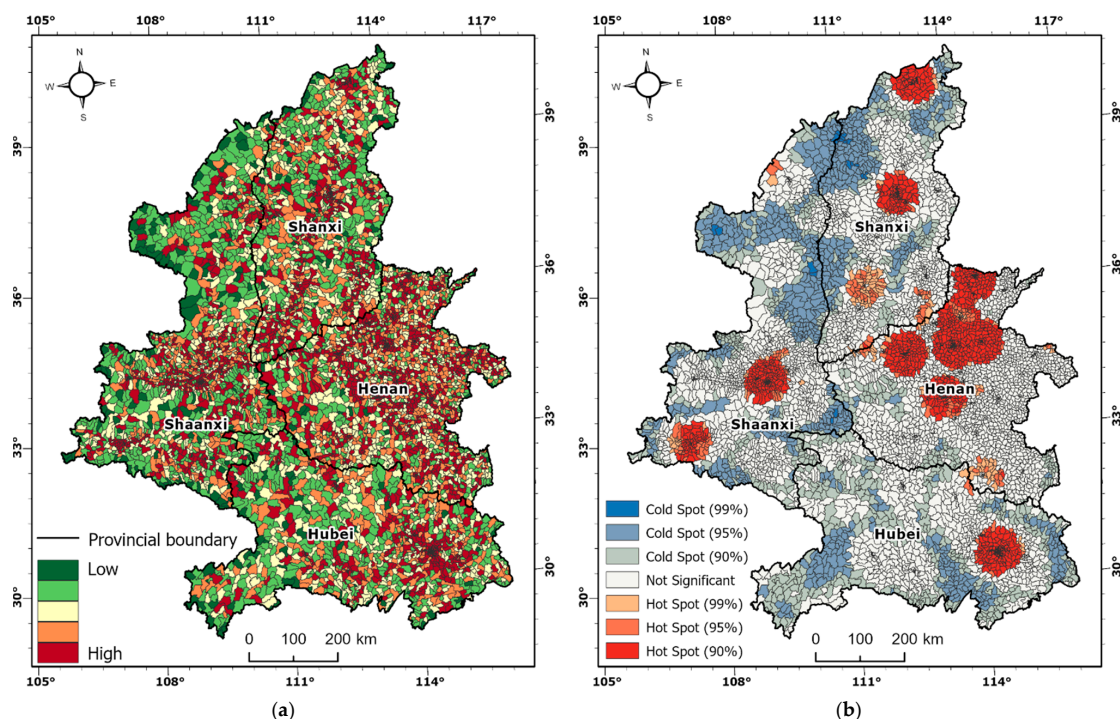 105° 108° 111° 114° 117°
N
W E
S
39° 39°
Shanxi
36° 36°
Henan
Shaanxi
33° 33°
Hubei
Provincial boundary
Low
High
30° 30°
0 100 200 km
105° 108° 111° 114°
(a)
105° 108° 111° 114° 117°
N
W E
S
39° 39°
Shanxi
36° 36°
Henan
Shaanxi
33° 33°
Hubei
Cold Spot (99%)
Cold Spot (95%)
Cold Spot (90%)
Not Significant
Hot Spot (99%)
Hot Spot (95%)
Hot Spot (90%)
30° 30°
0 100 200 km
105° 108° 111° 114°
(b)